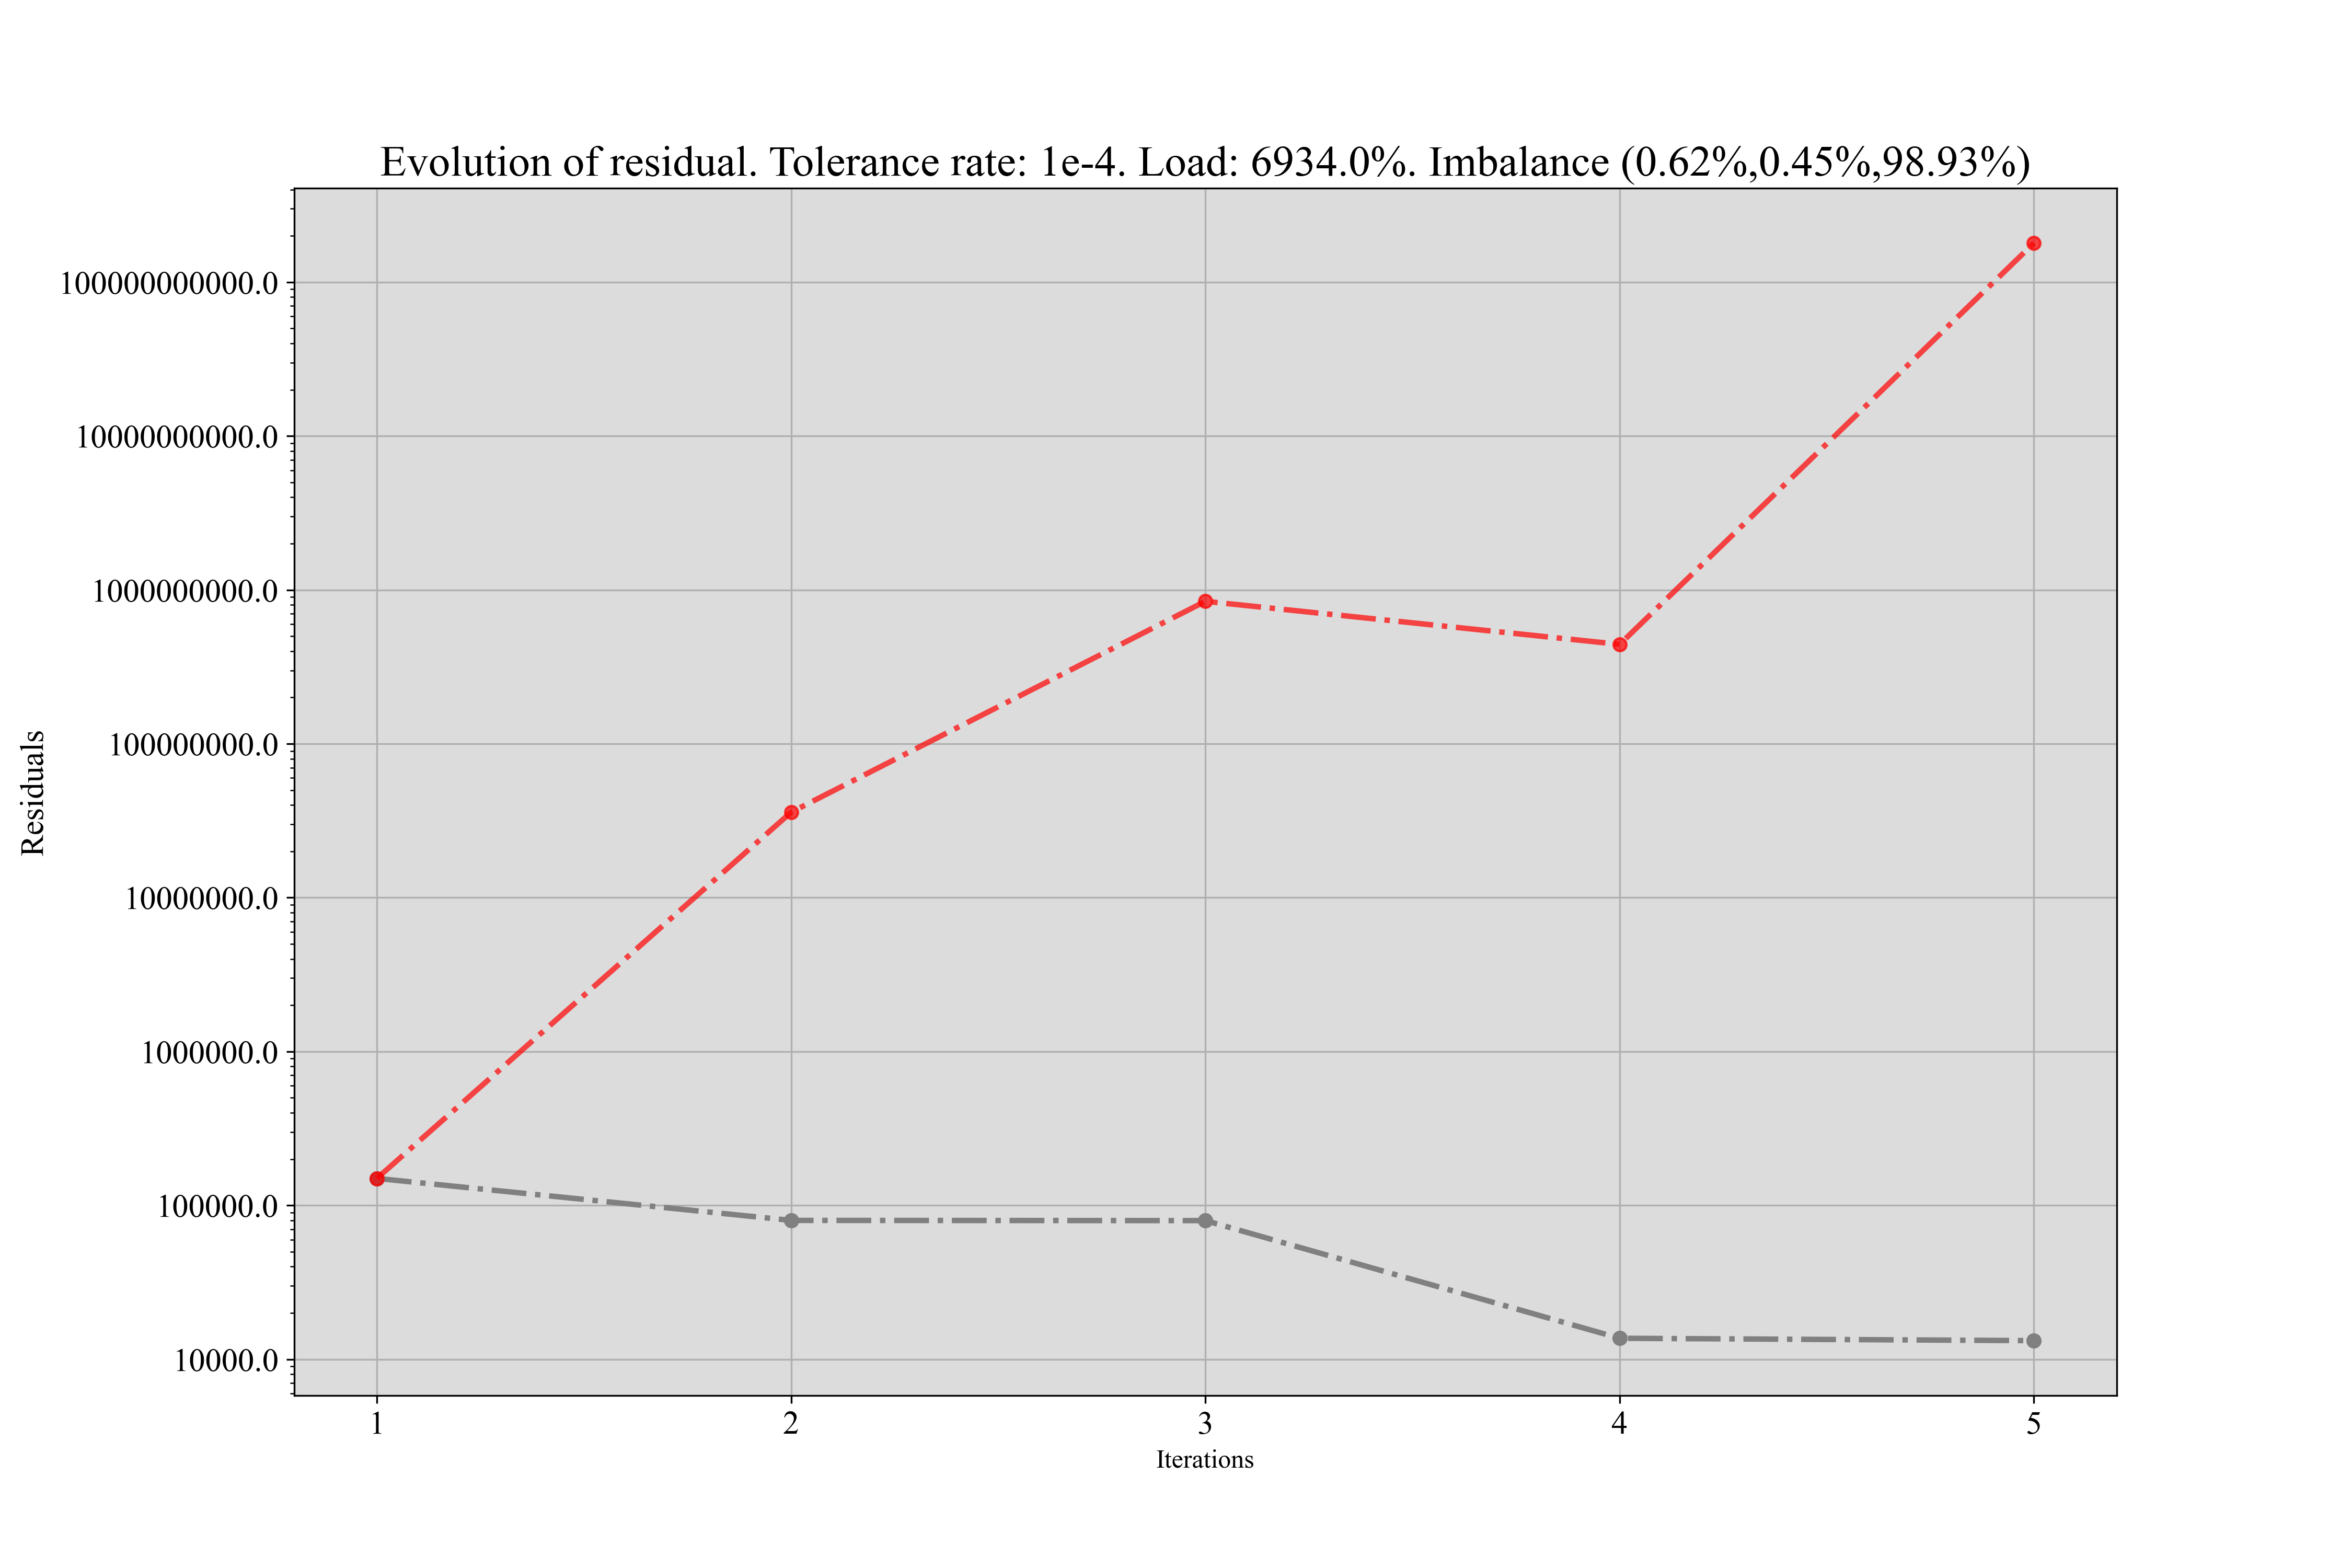 Evolution of residual. Tolerance rate: 1e-4. Load: 6934.0%. Imbalance (0.62%,0.45%,98.93%)
100000000000.0
10000000000.0
1000000000.0
100000000.0
10000000.0
1000000.0
100000.0
10000.0
Residuals
1 2 3 4 5
Iterations